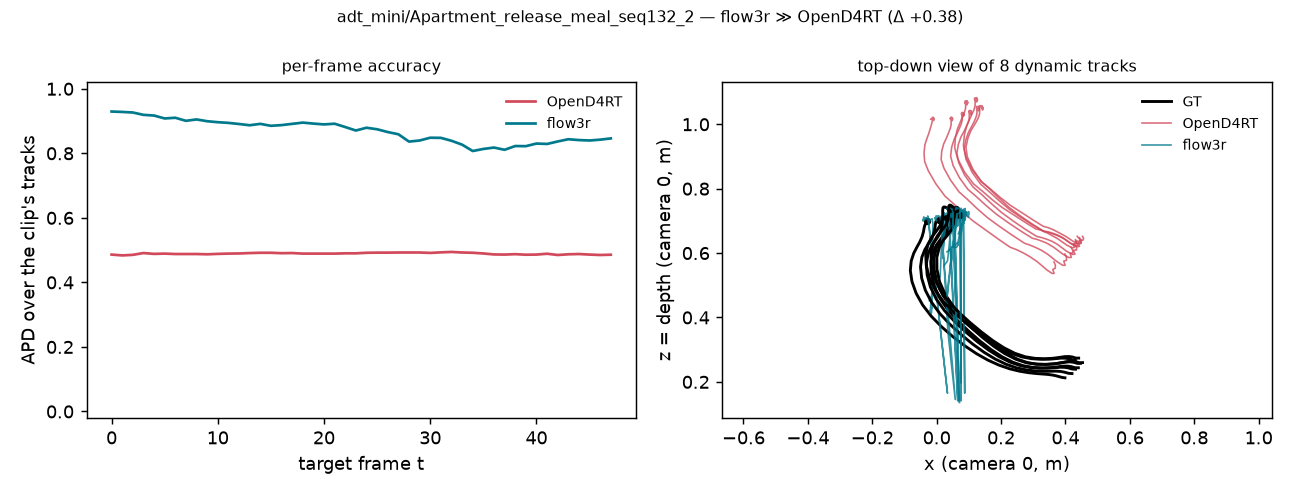 adt_mini/Apartment_release_meal_seq132_2 — flow3r ≫ OpenD4RT (Δ +0.38)
per-frame accuracy
APD over the clip's tracks
1.0
0.8
0.6
0.4
0.2
0.0
OpenD4RT
flow3r
0
10
20
30
40
target frame t
top-down view of 8 dynamic tracks
z = depth (camera 0, m)
1.0
0.8
0.6
0.4
0.2
GT
OpenD4RT
flow3r
−0.6
−0.4
−0.2
0.0
0.2
0.4
0.6
0.8
1.0
x (camera 0, m)